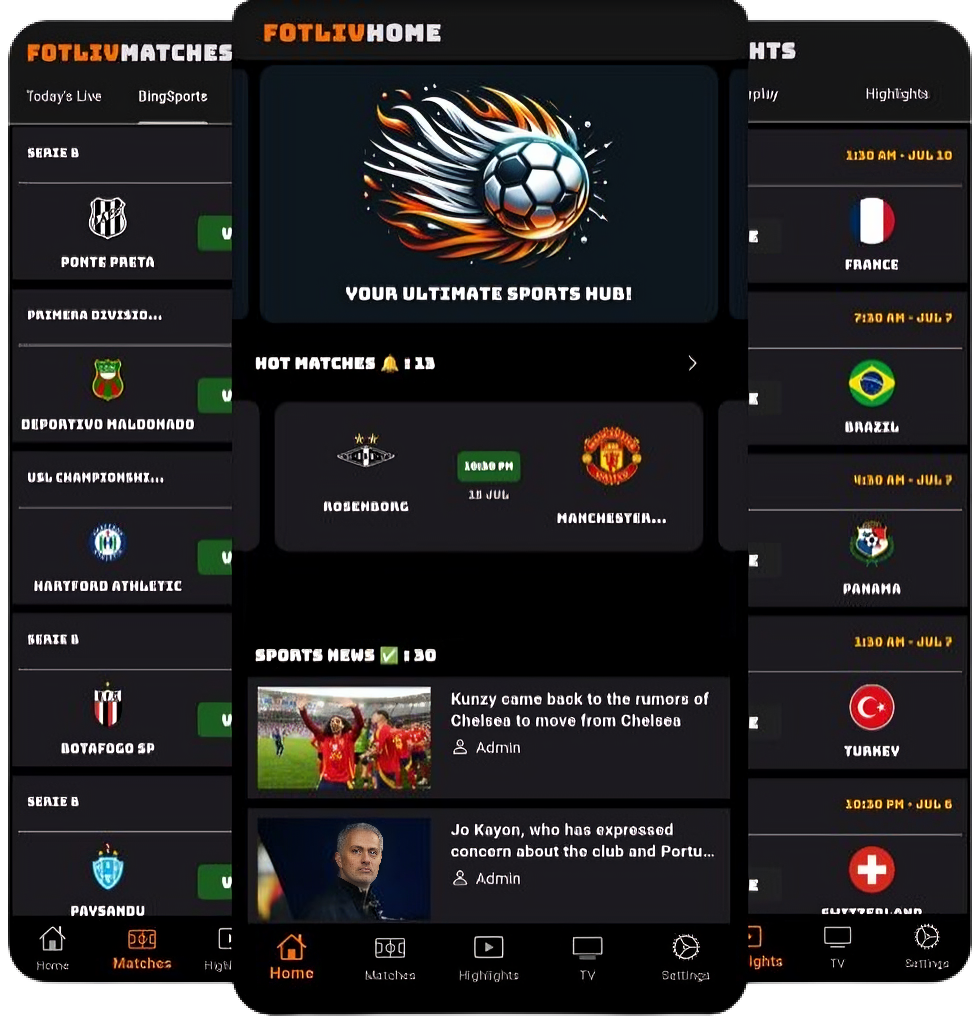 FOTLIVMATCHES
Today's Live BingSports
SERIE B
PONTE PRETA
PRIMERA DIVISIO...
DEPORTIVO MALDONADO
USL CHAMPIONSHI...
HARTFORD ATHLETIC
SERIE B
BOTAFOGO SP
SERIE B
PAYSANDU
Home Matches
FOTLIVHOME
YOUR ULTIMATE SPORTS HUB!
HOT MATCHES 🔔 : 13
ROSENBORG
10:30 PM
MANCHESTER...
SPORTS NEWS ✅ : 30
Kunzy came back to the rumors of
Chelsea to move from Chelsea
Admin
Jo Kayon, who has expressed
concern about the club and Portu...
Admin
Home Matches Highlights TV Settings
HTS
Highlights
1:30 AM - JUL 10
FRANCE
7:30 AM - JUL 7
BRAZIL
4:30 AM - JUL 7
PANAMA
1:30 AM - JUL 7
TURKEY
10:30 PM - JUL 6
SWITZERLAND
ights TV Settings